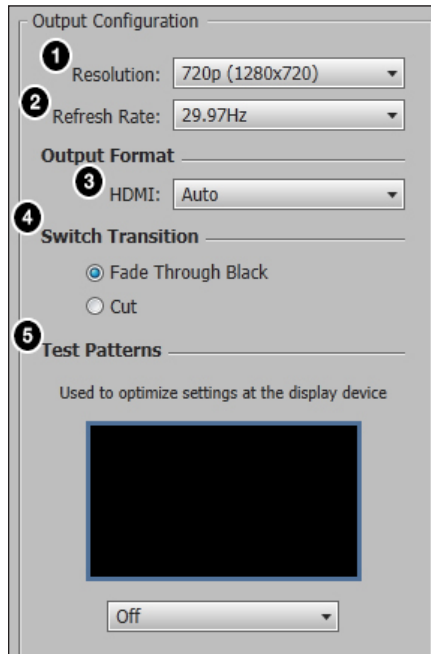 Output Configuration
1
Resolution: 720p (1280x720)
2
Refresh Rate: 29.97Hz
Output Format
3
HDMI: Auto
4
Switch Transition
Fade Through Black
Cut
5
Test Patterns
Used to optimize settings at the display device
Off